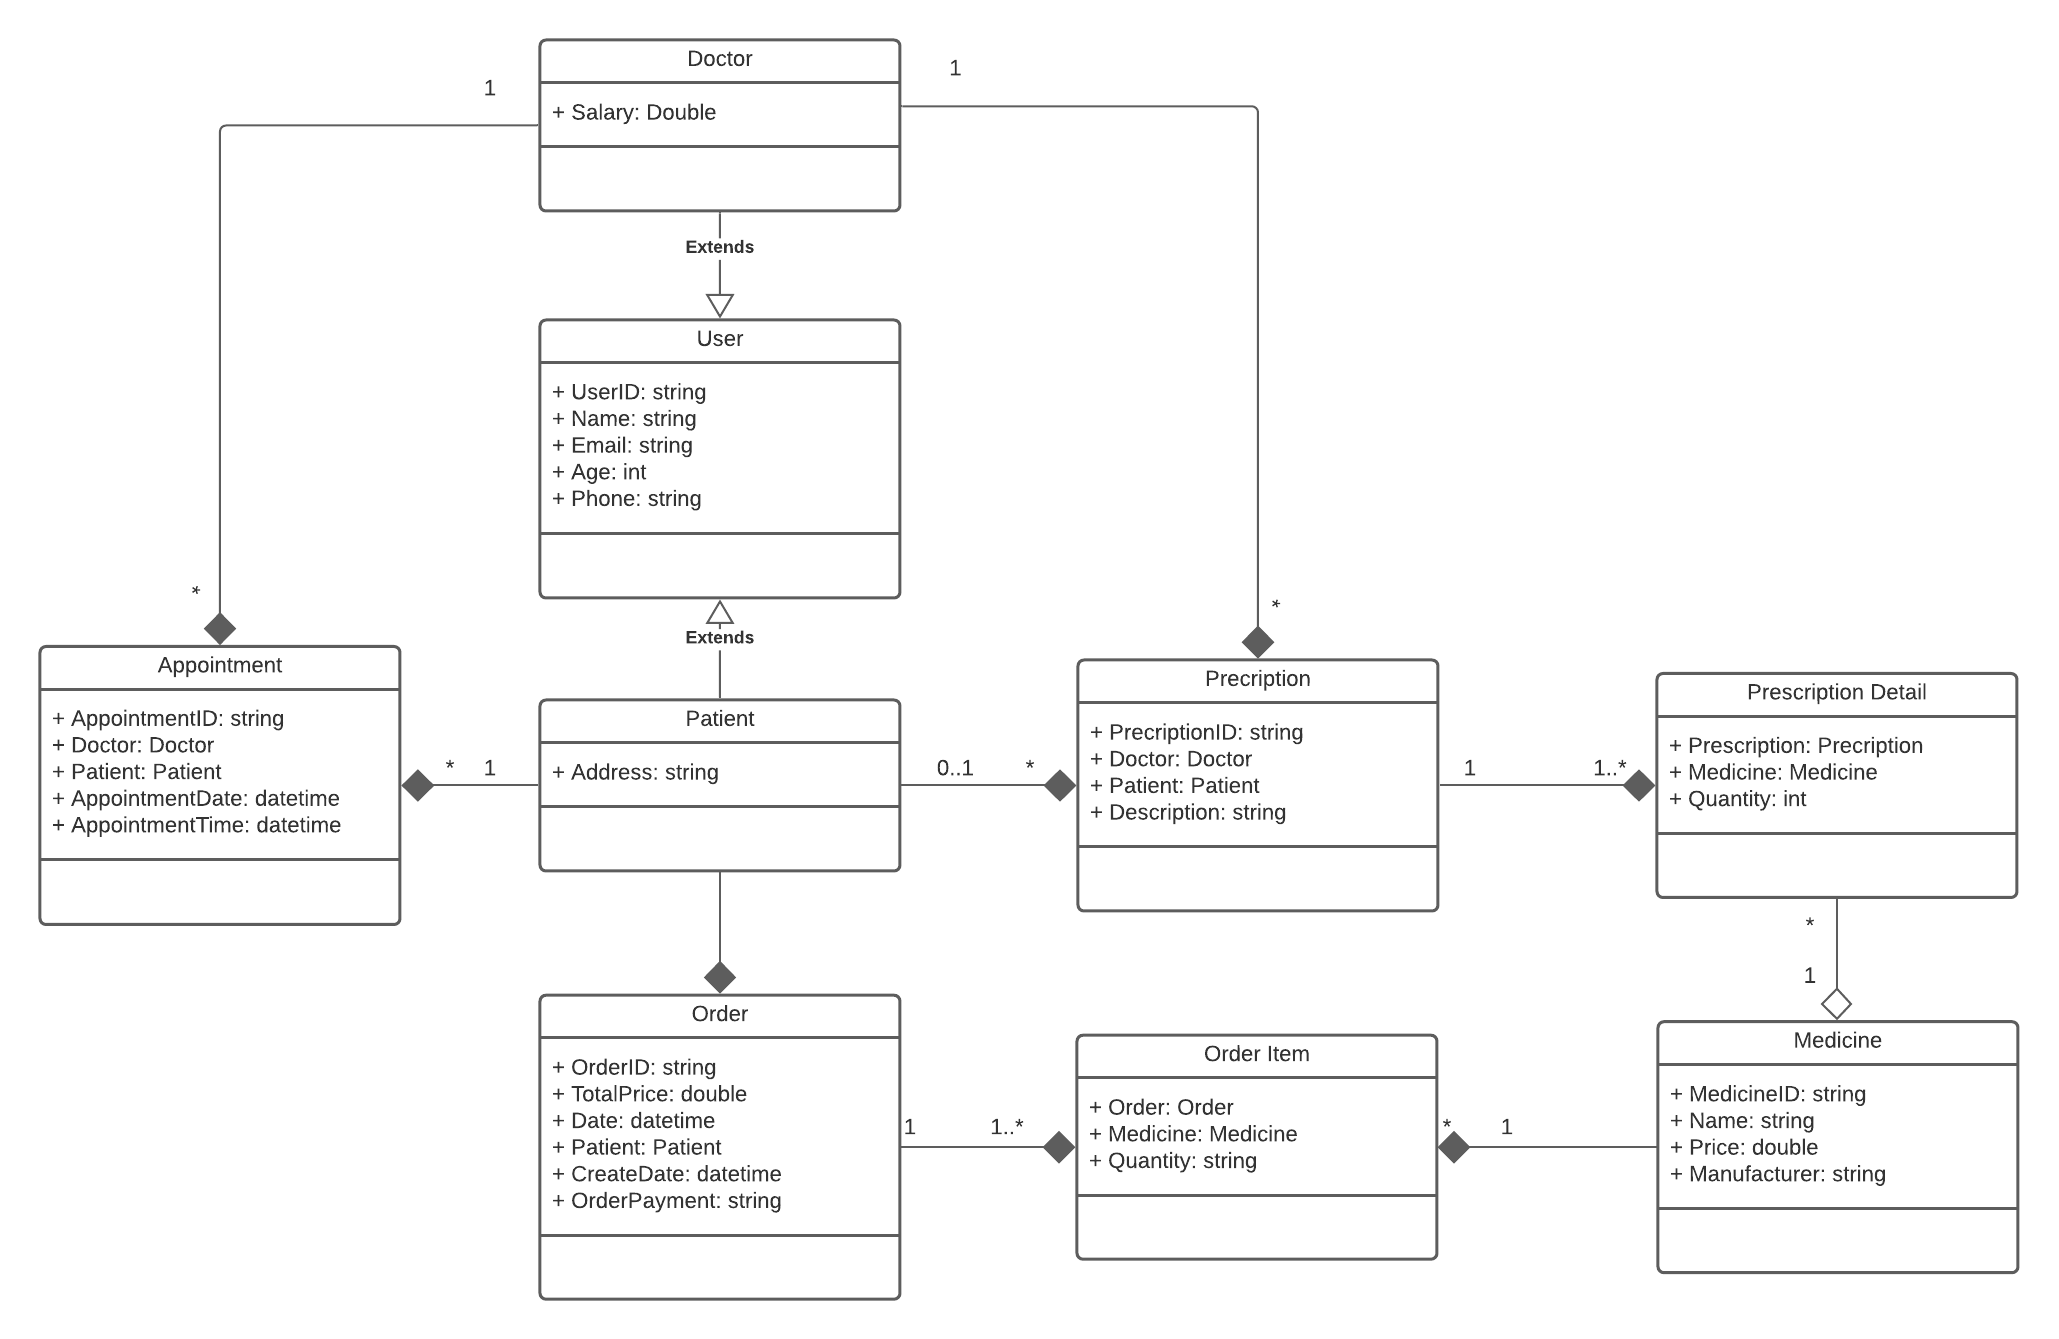 Doctor
+ Salary: Double
1
1
Extends
User
+ UserID: string
+ Name: string
+ Email: string
+ Age: int
+ Phone: string
*
*
Extends
Appointment
+ AppointmentID: string
+ Doctor: Doctor
+ Patient: Patient
+ AppointmentDate: datetime
+ AppointmentTime: datetime
* 1
Patient
+ Address: string
0..1 *
Precription
+ PrecriptionID: string
+ Doctor: Doctor
+ Patient: Patient
+ Description: string
1 1..*
Prescription Detail
+ Prescription: Precription
+ Medicine: Medicine
+ Quantity: int
*
1
Order
+ OrderID: string
+ TotalPrice: double
+ Date: datetime
+ Patient: Patient
+ CreateDate: datetime
+ OrderPayment: string
1 1..*
Order Item
+ Order: Order
+ Medicine: Medicine
+ Quantity: string
* 1
Medicine
+ MedicineID: string
+ Name: string
+ Price: double
+ Manufacturer: string